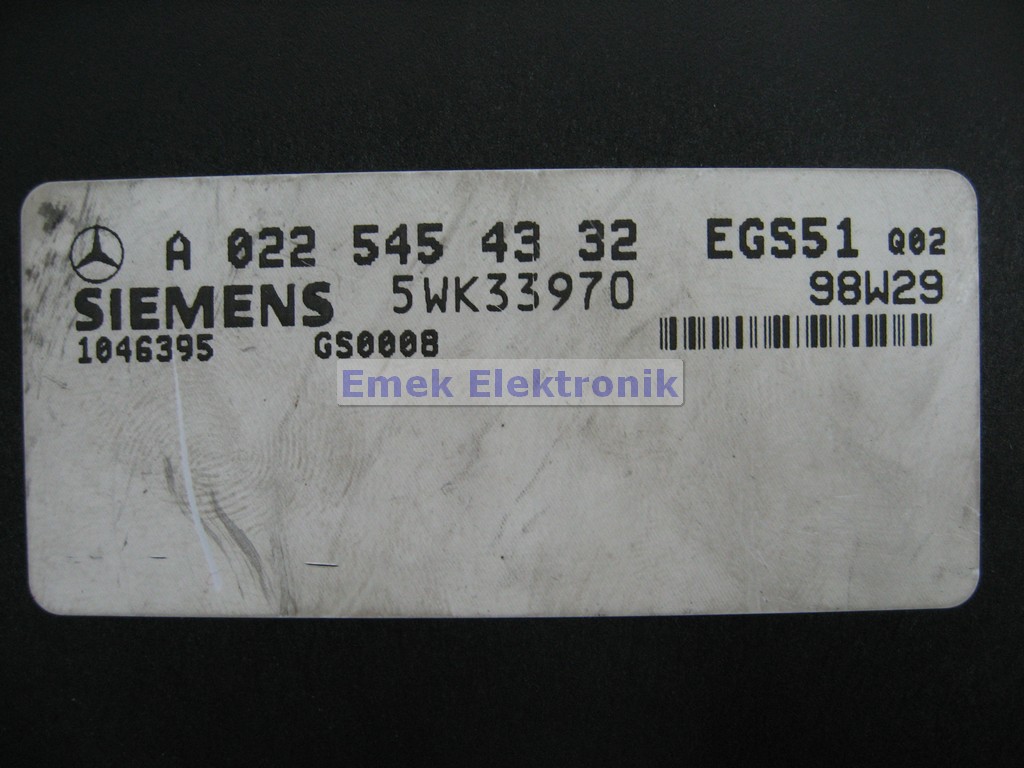 A 022 545 43 32 EGS51 Q02
SIEMENS 5WK33970 98W29
1046395 GS0008
Emek Elektronik